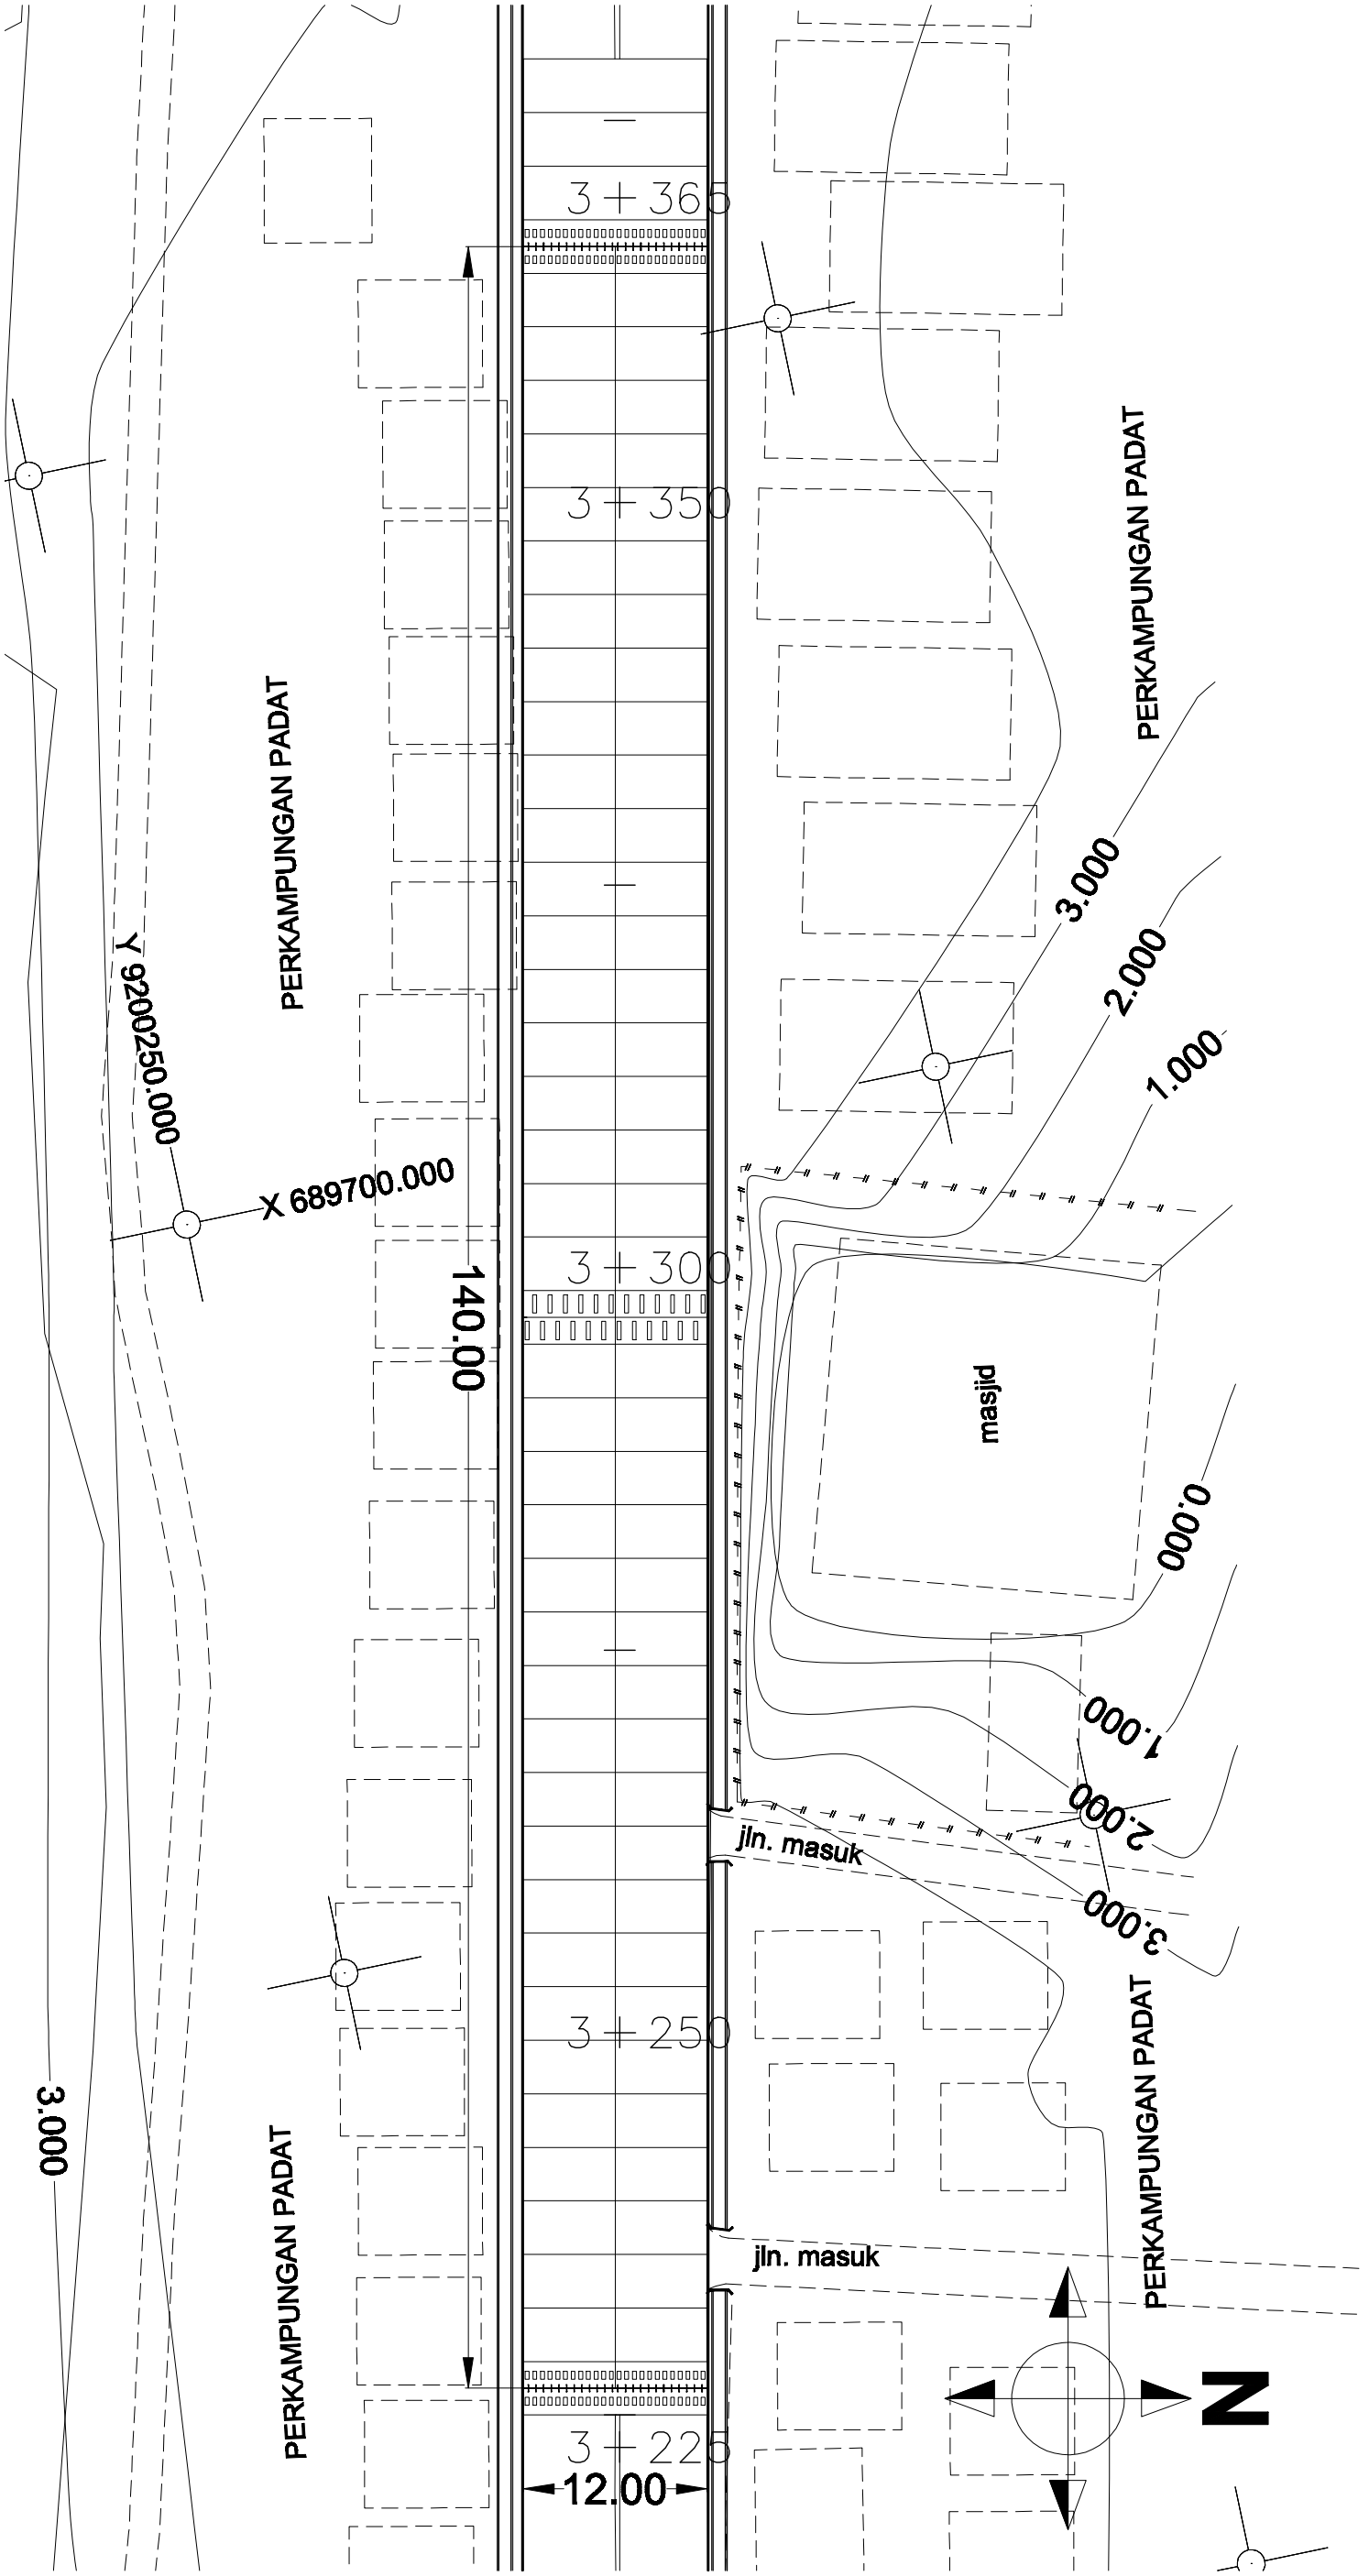 3+365
PERKAMPUNGAN PADAT
3+350
PERKAMPUNGAN PADAT
3.000
2.000
Y 9200250.000
1.000
X 689700.000
3+300
140.00
masjid
0.000
1.000
2.000
jln. masuk
3.000
3+250
PERKAMPUNGAN PADAT
3.000
PERKAMPUNGAN PADAT
jln. masuk
N
3+225
12.00